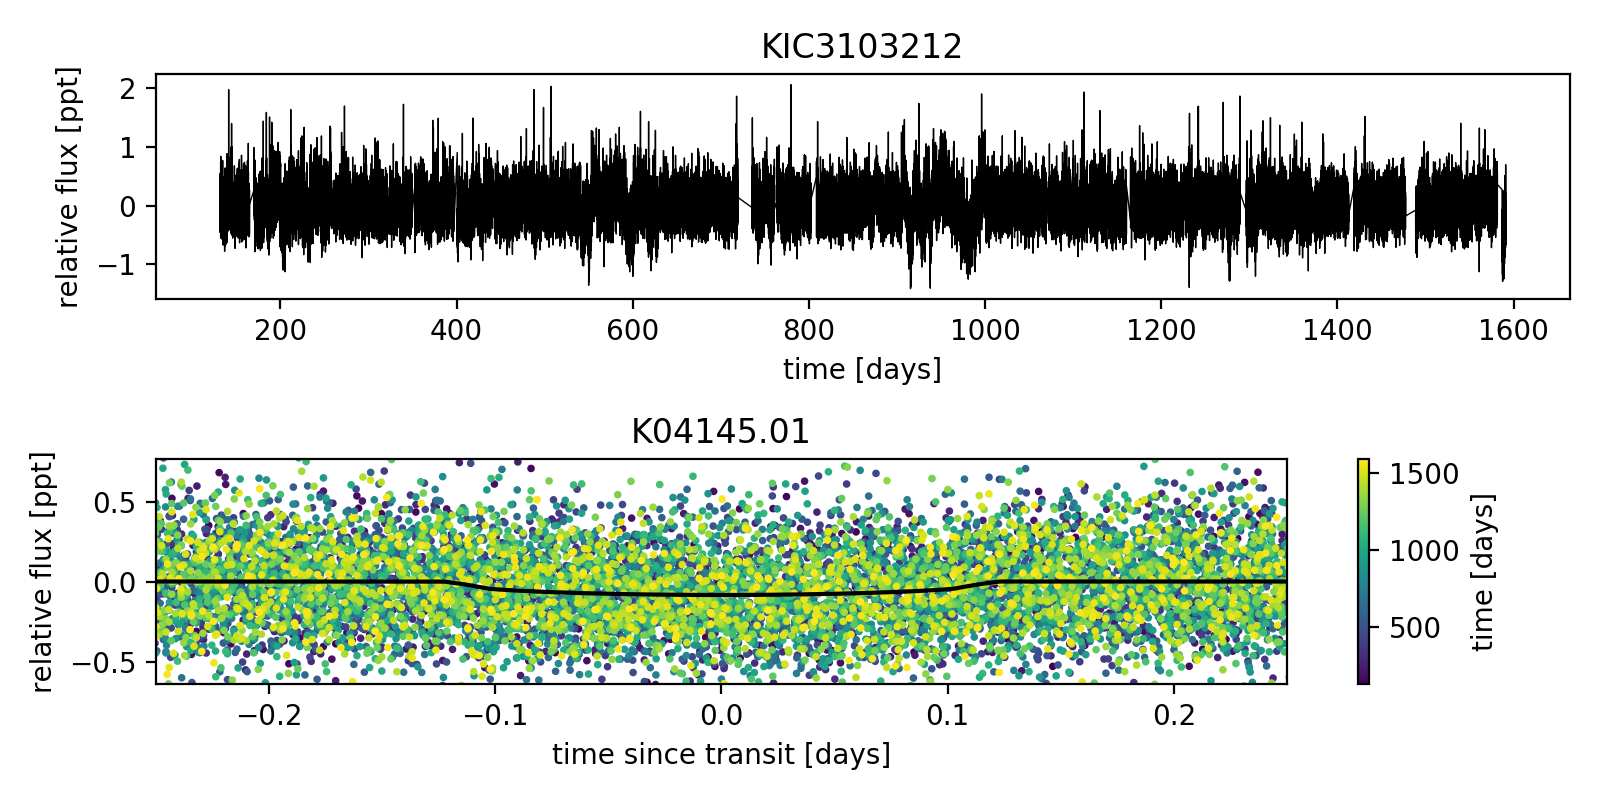 KIC3103212
relative flux [ppt]
2
1
0
−1
200 400 600 800 1000 1200 1400 1600
time [days]
K04145.01
relative flux [ppt]
0.5
0.0
−0.5
−0.2 −0.1 0.0 0.1 0.2
time since transit [days]
1500
1000
500
time [days]